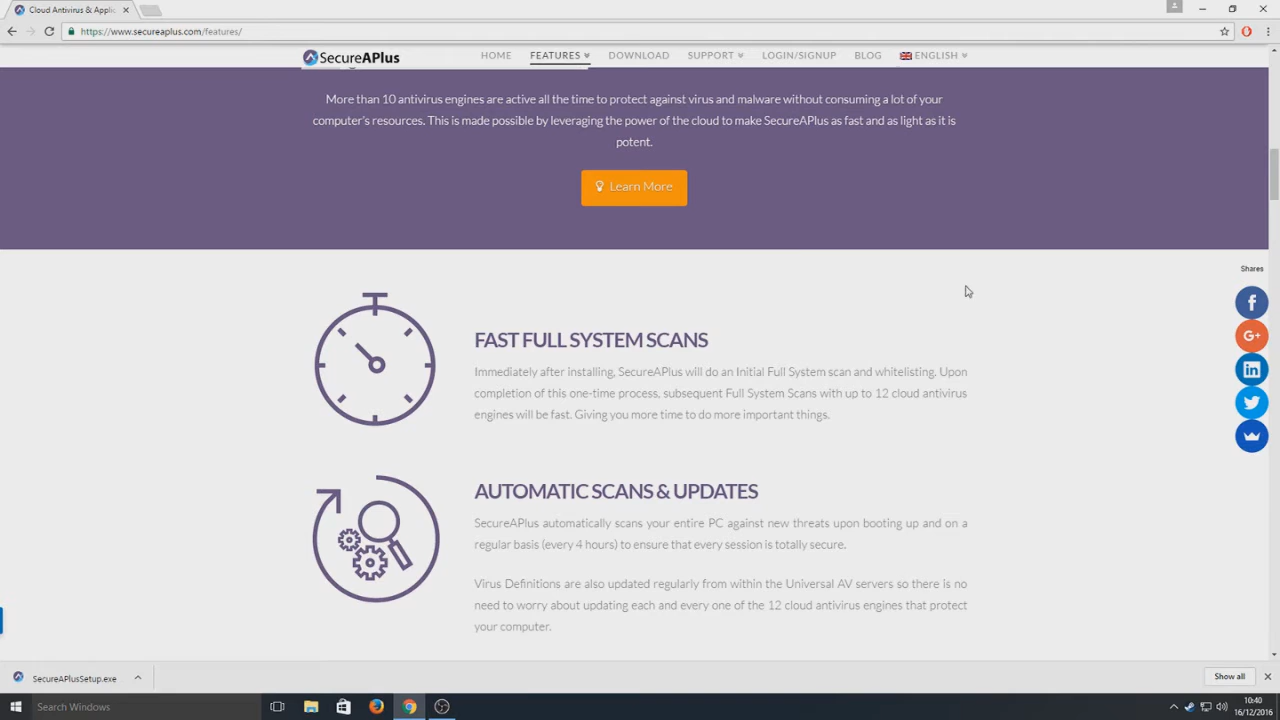 Cloud Antivirus & Applic
https://www.secureaplus.com/features/
SecureAPlus
HOME
FEATURES
DOWNLOAD
SUPPORT
LOGIN/SIGNUP
BLOG
ENGLISH
More than 10 antivirus engines are active all the time to protect against virus and malware without consuming a lot of your
computer's resources. This is made possible by leveraging the power of the cloud to make SecureAPlus as fast and as light as it is
potent.
Learn More
Shares
FAST FULL SYSTEM SCANS
Immediately after installing, SecureAPlus will do an Initial Full System scan and whitelisting. Upon
completion of this one-time process, subsequent Full System Scans with up to 12 cloud antivirus
engines will be fast. Giving you more time to do more important things.
AUTOMATIC SCANS & UPDATES
SecureAPlus automatically scans your entire PC against new threats upon booting up and on a
regular basis (every 4 hours) to ensure that every session is totally secure.
Virus Definitions are also updated regularly from within the Universal AV servers so there is no
need to worry about updating each and every one of the 12 cloud antivirus engines that protect
your computer.
SecureAPlusSetup.exe
Show all
Search Windows
10:40
16/12/2016